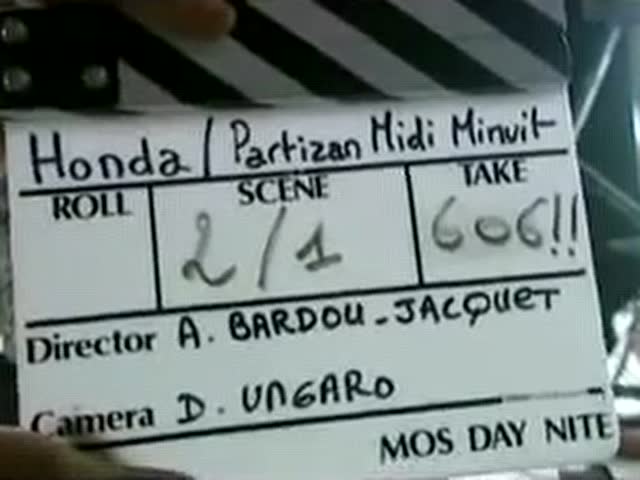 Honda / Partizan Midi Minuit
ROLL SCENE TAKE
2/1 606!!
Director A. BARDOU-JACQUET
Camera D. UNGARO
MOS DAY NITE